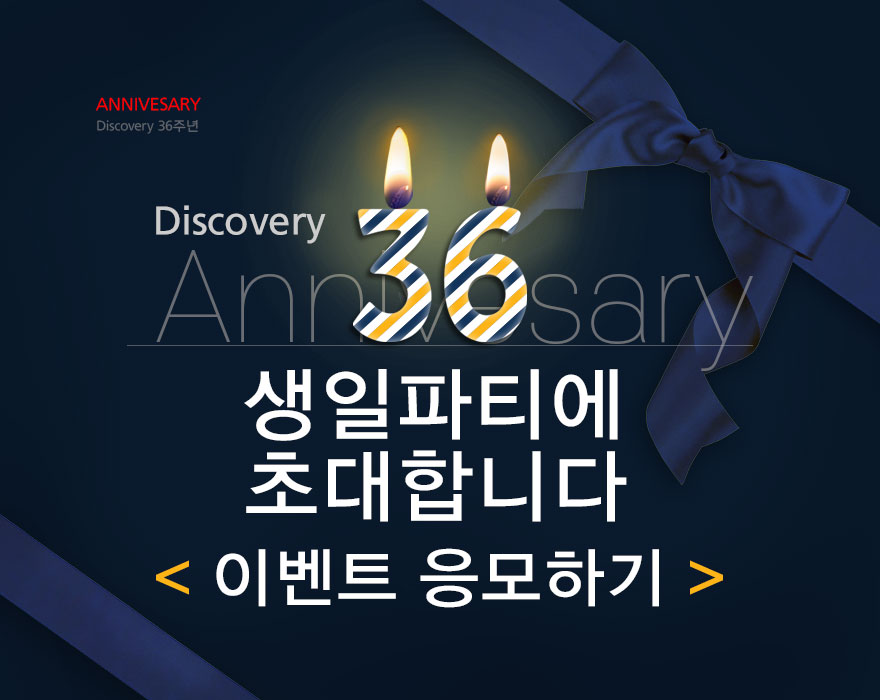 ANNIVESARY
Discovery 36주년
Discovery 36
Annivesary
생일파티에
초대합니다
< 이벤트 응모하기 >